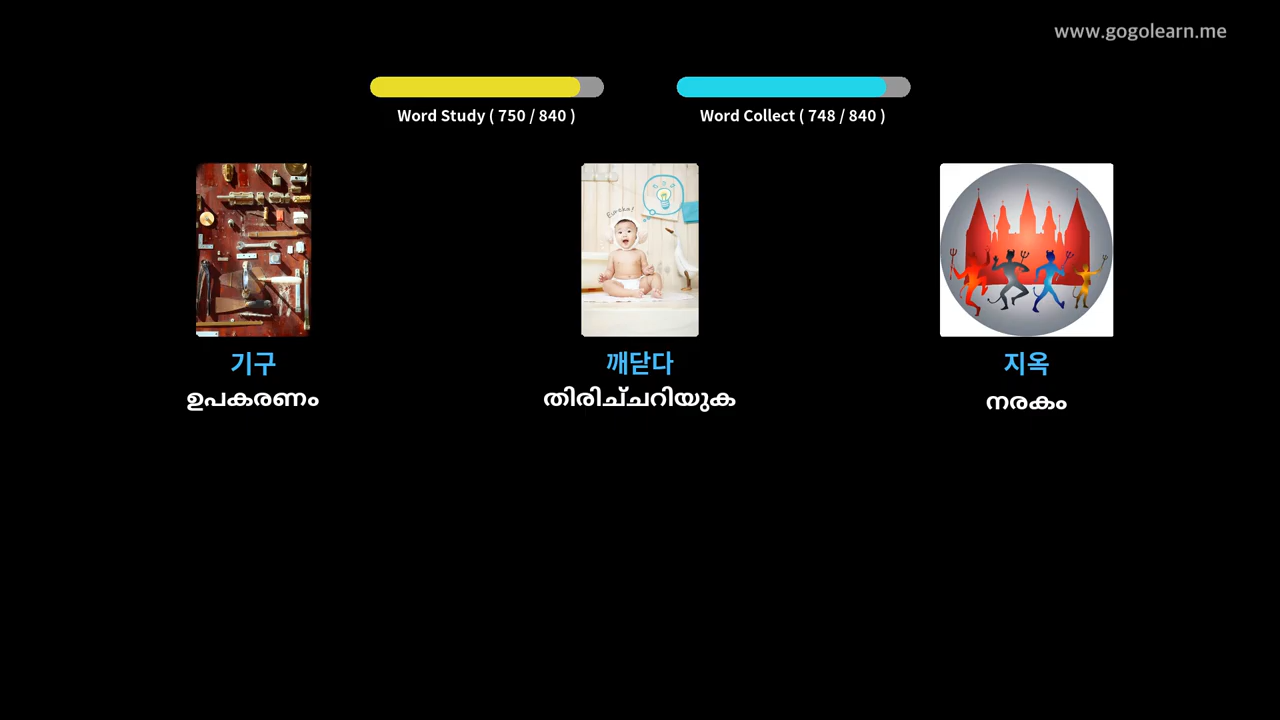 www.gogolearn.me
Word Study ( 750 / 840 )
Word Collect ( 748 / 840 )
Eureka!
기구
깨닫다
지옥
ഉപകരണം
തിരിച്ചറിയുക
നരകം